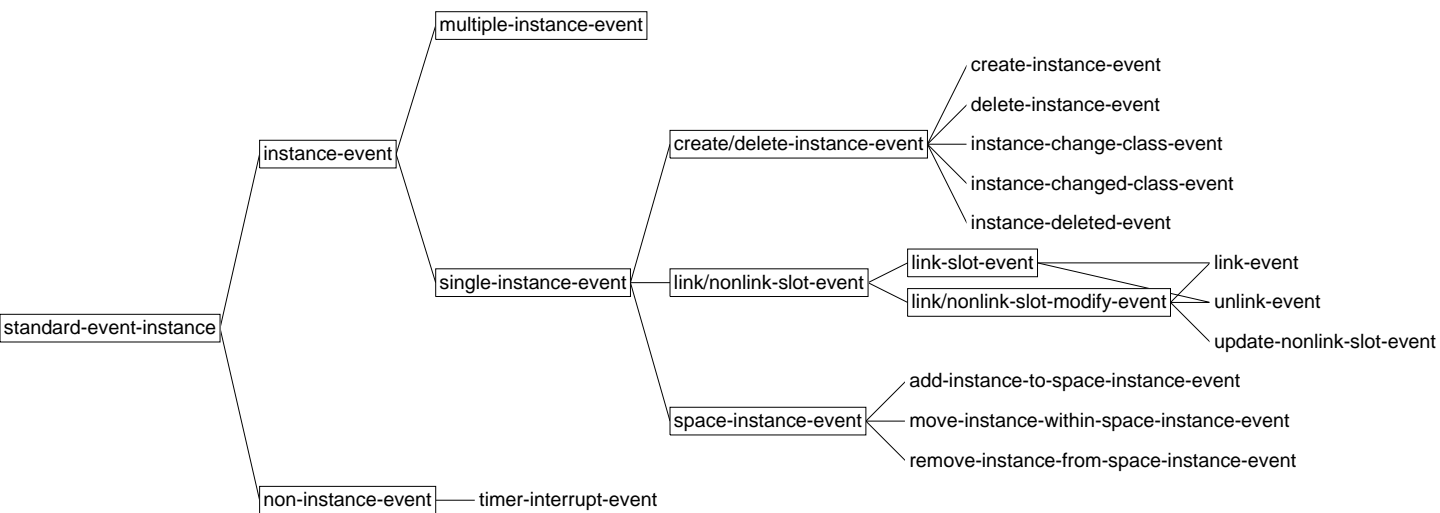 multiple-instance-event
create-instance-event
delete-instance-event
create/delete-instance-event
instance-change-class-event
instance-event
instance-changed-class-event
instance-deleted-event
link-slot-event
link-event
single-instance-event
link/nonlink-slot-event
link/nonlink-slot-modify-event
unlink-event
standard-event-instance
update-nonlink-slot-event
add-instance-to-space-instance-event
space-instance-event
move-instance-within-space-instance-event
remove-instance-from-space-instance-event
non-instance-event
timer-interrupt-event